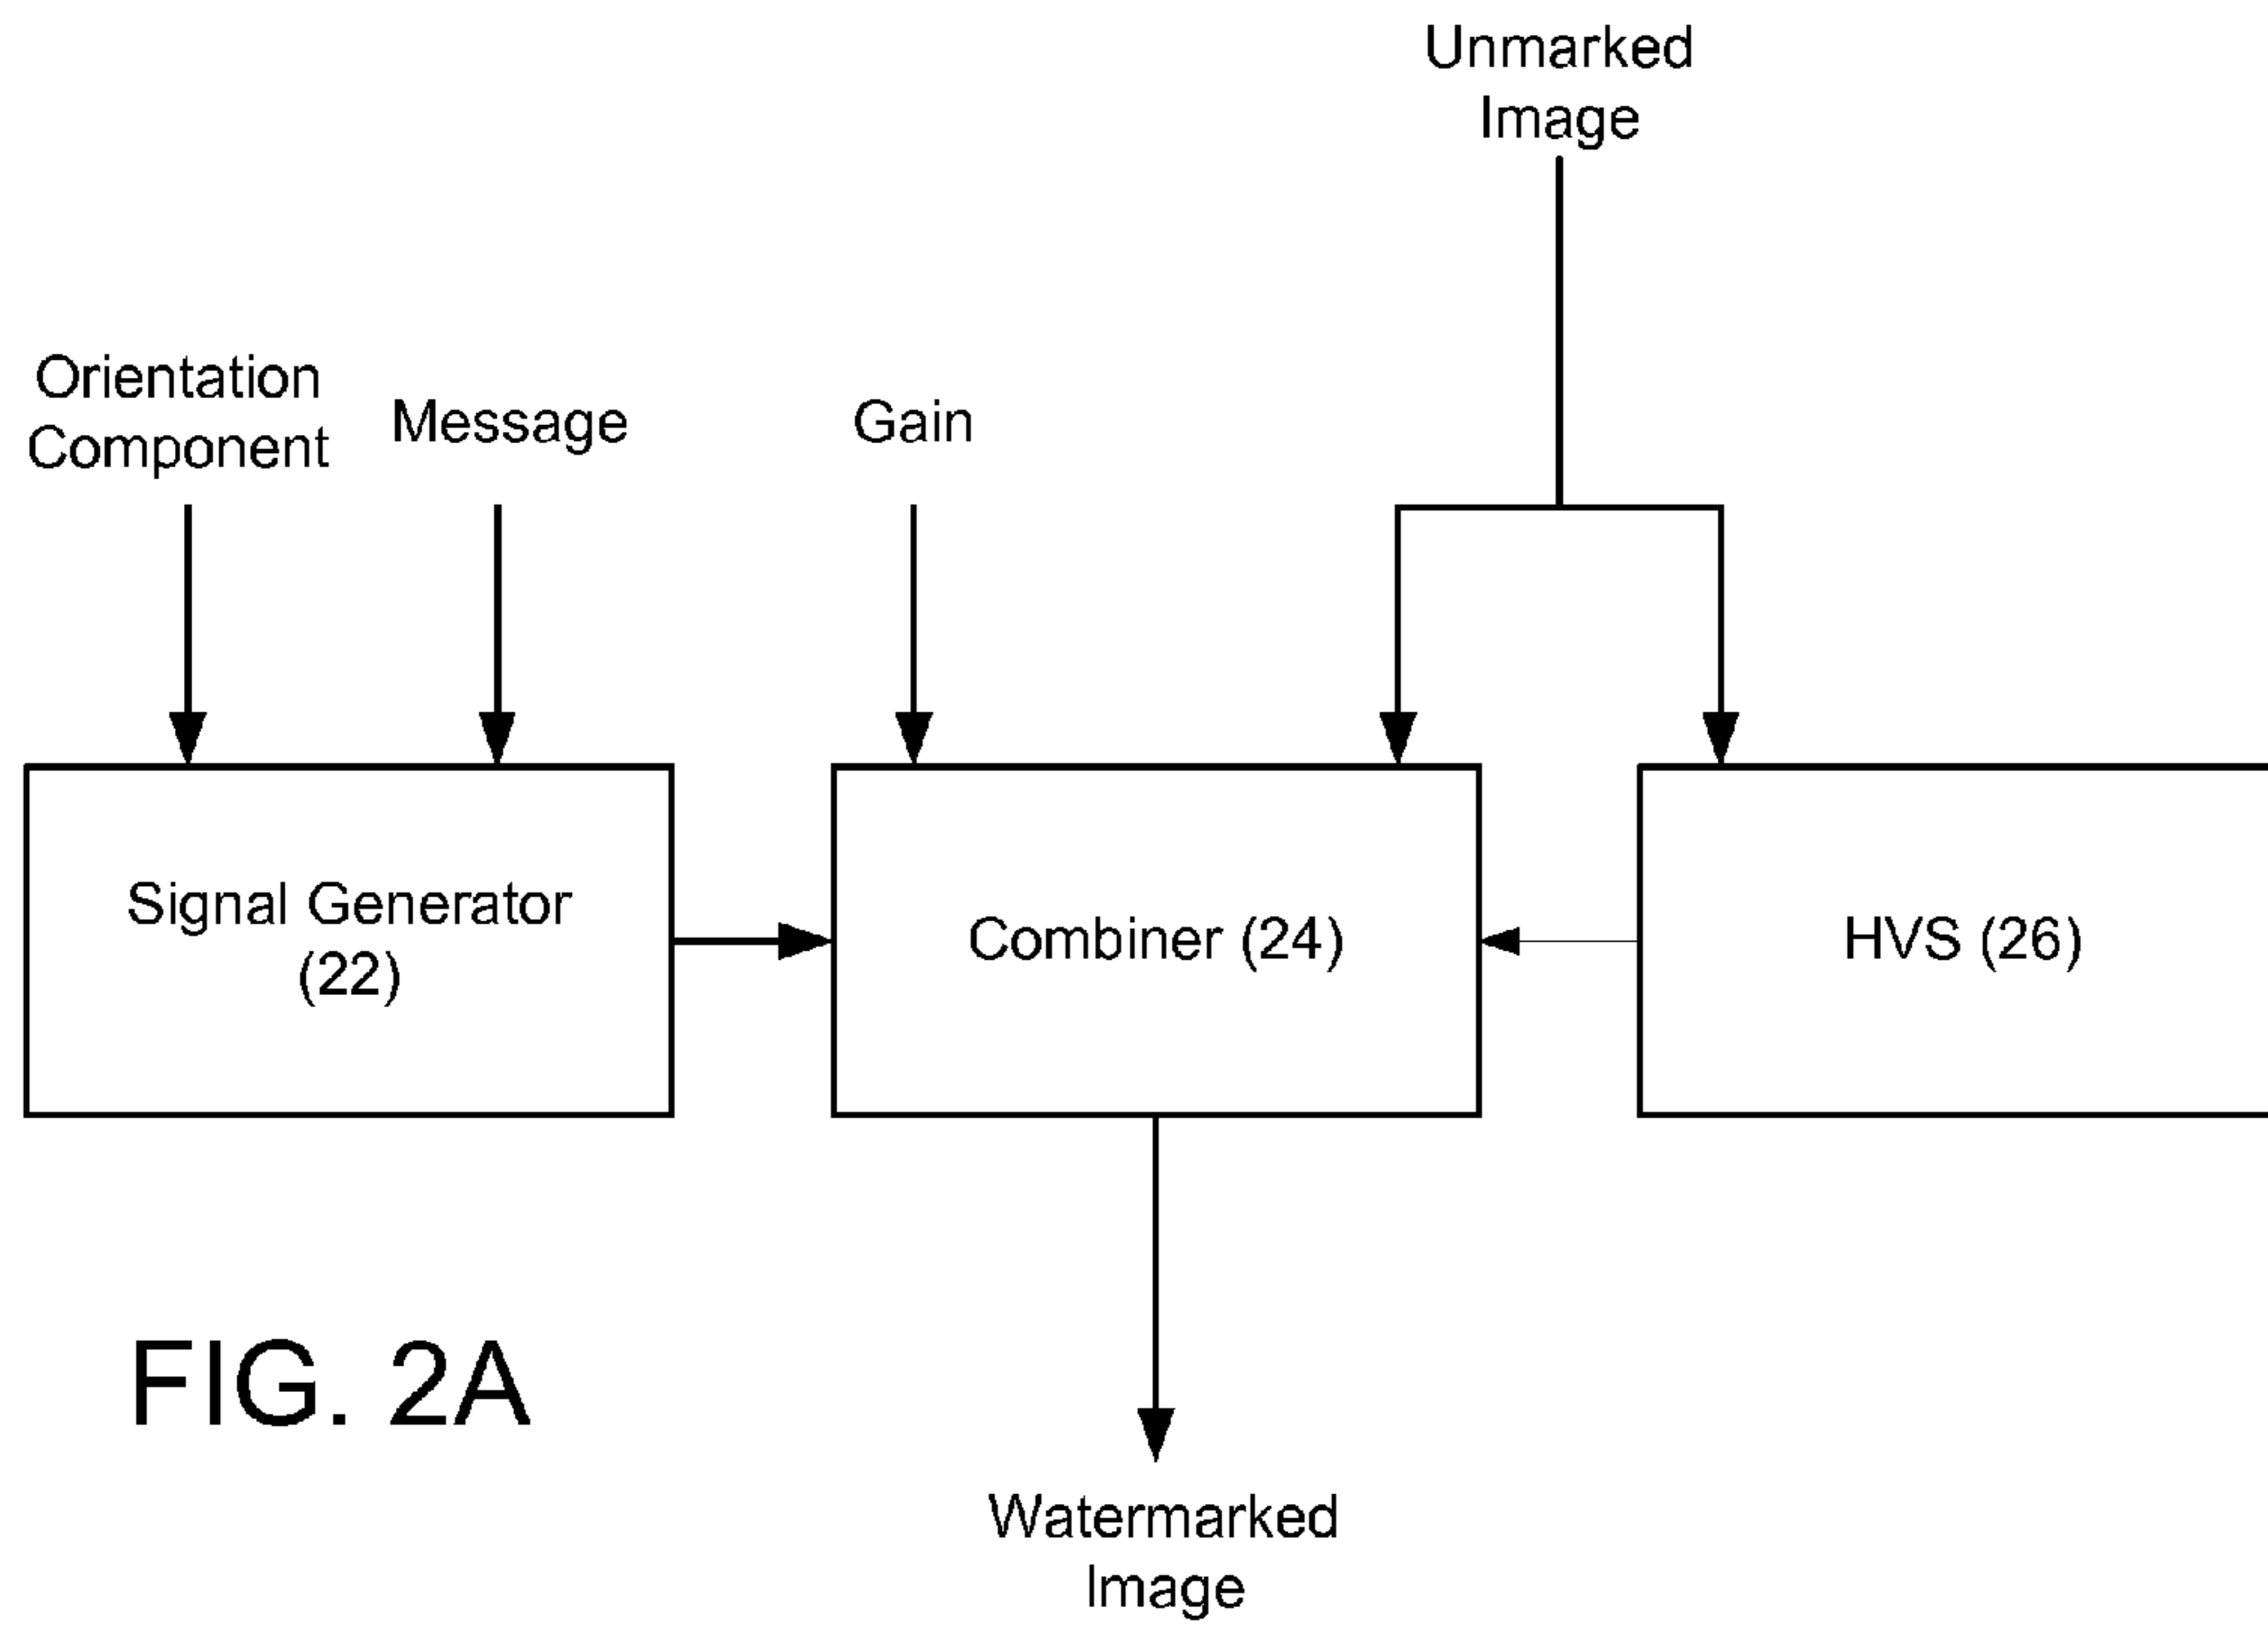 Unmarked
Image
Orientation
Component
Message
Gain
Signal Generator
(22)
Combiner (24)
HVS (26)
FIG. 2A
Watermarked
Image